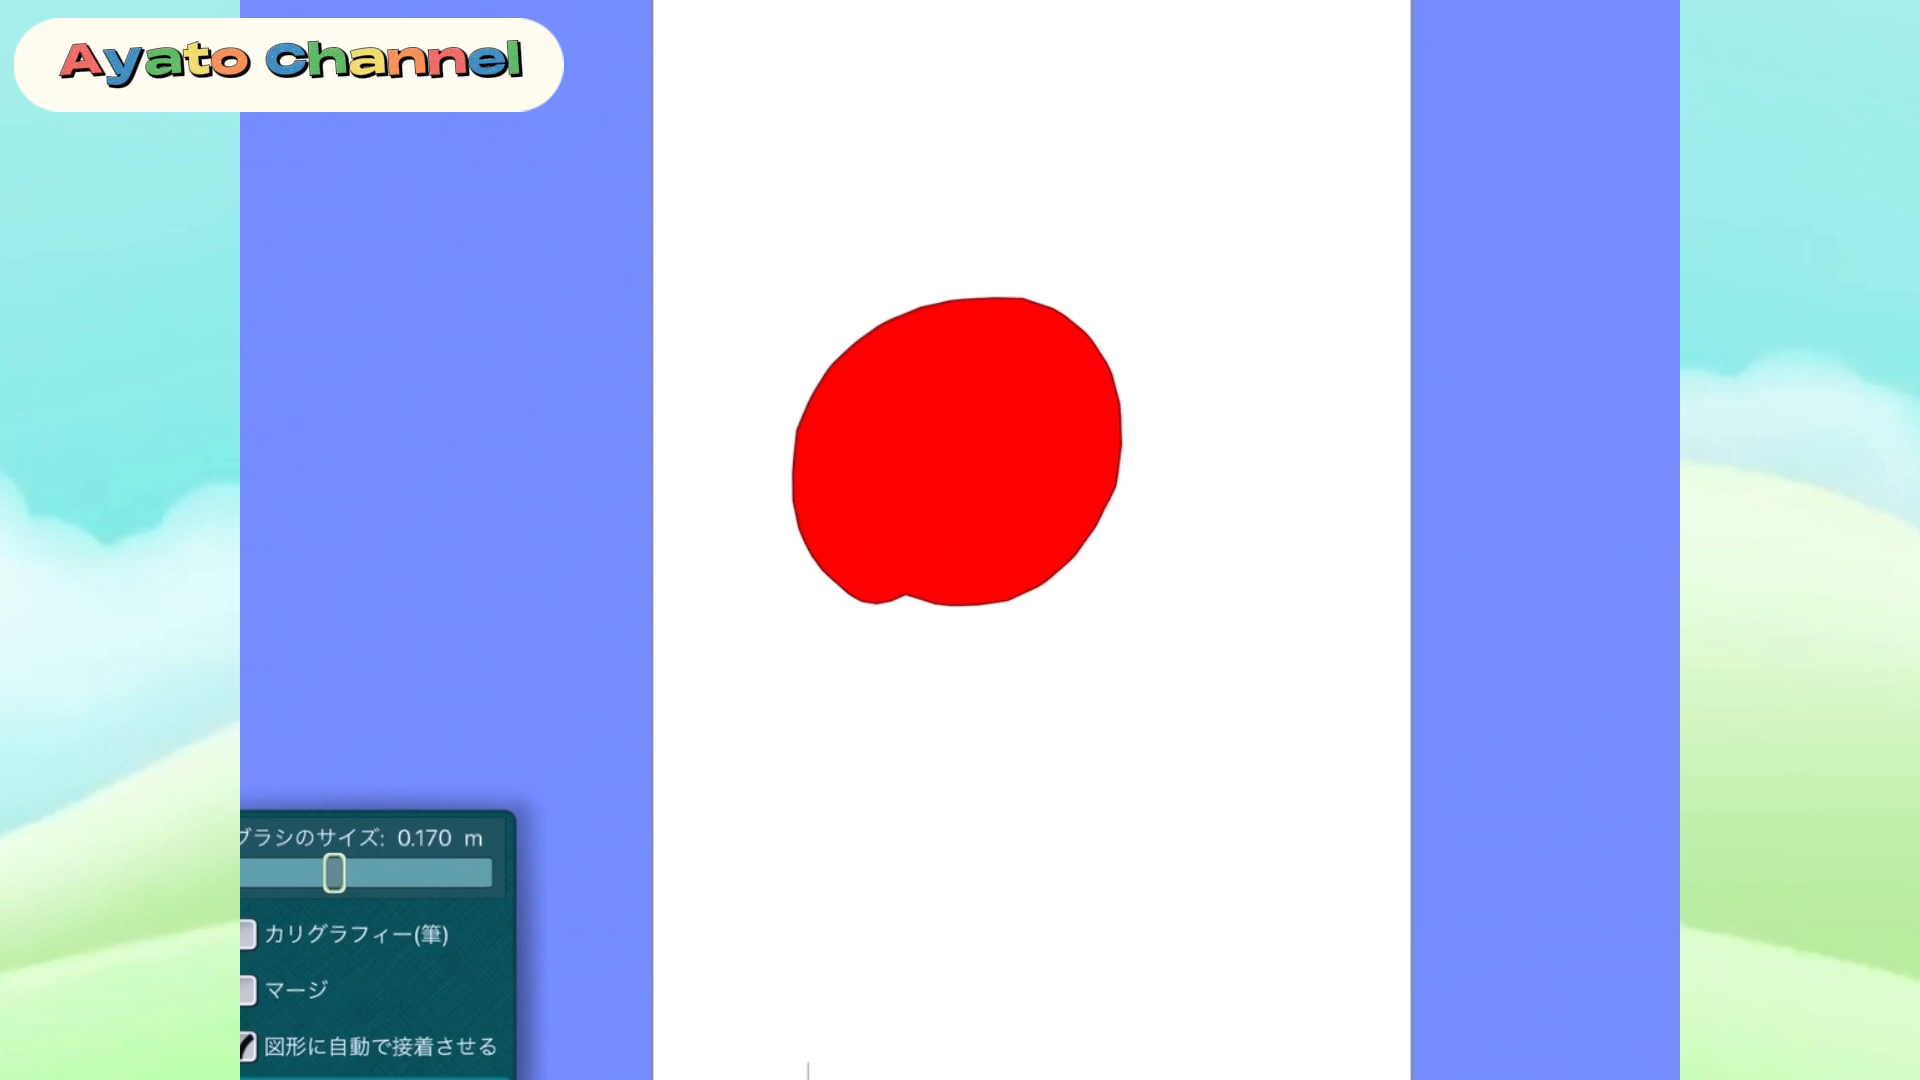 Ayato Channel
ブラシのサイズ: 0.170 m
カリグラフィー(筆)
マージ
図形に自動で接着させる